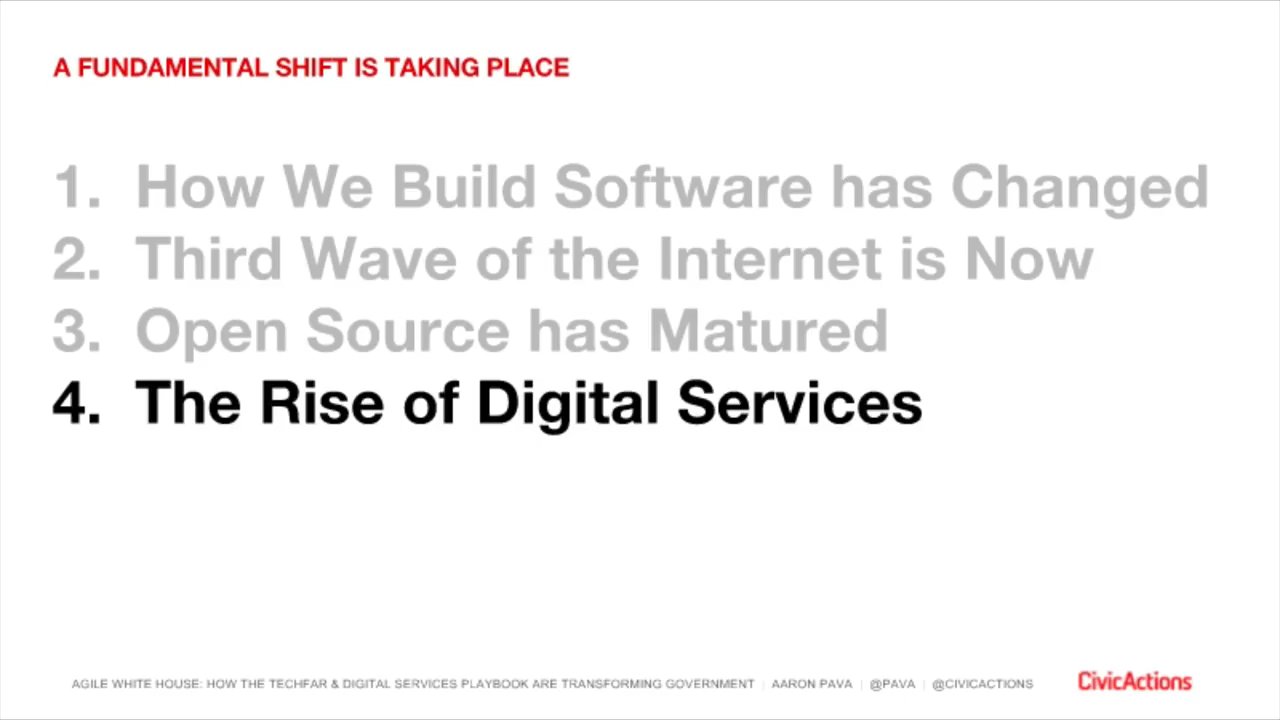 A FUNDAMENTAL SHIFT IS TAKING PLACE
1. How We Build Software has Changed
2. Third Wave of the Internet is Now
3. Open Source has Matured
4. The Rise of Digital Services
AGILE WHITE HOUSE: HOW THE TECHFAR & DIGITAL SERVICES PLAYBOOK ARE TRANSFORMING GOVERNMENT | AARON PAVA | @PAVA | @CIVICACTIONS CivicActions